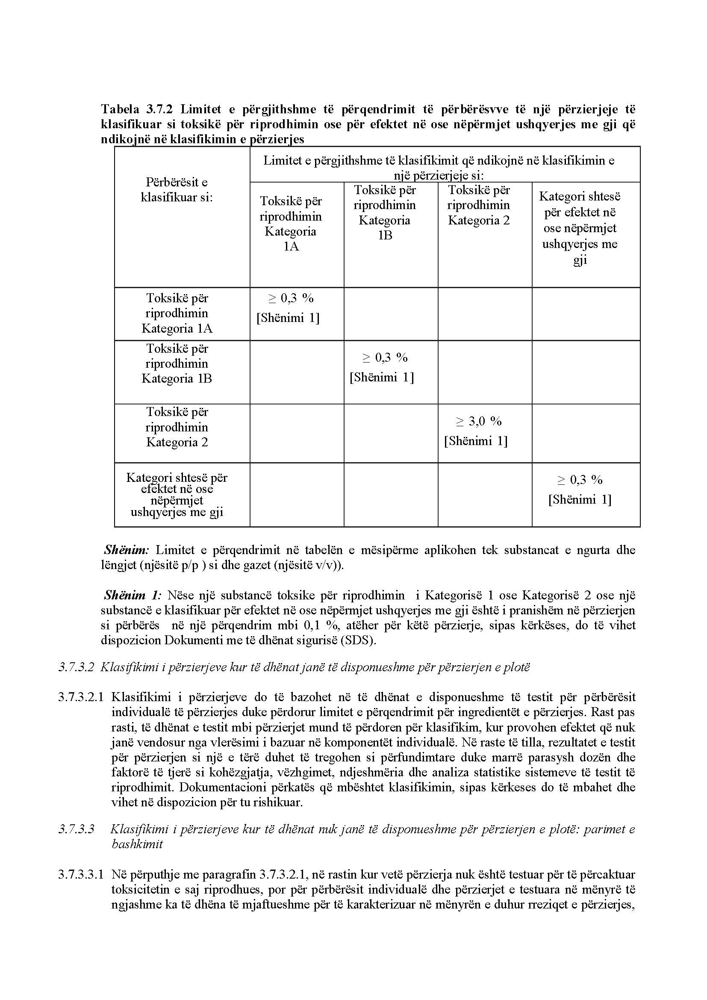 Tabela 3.7.2 Limitet e përgjithshme të përqendrimit të përbërësvve të një përzierjeje të
klasifikuar si toksikë për riprodhimin ose për efektet në ose nëpërmjet ushqyerjes me gji që
ndikojnë në klasifikimin e përzierjes
Përbërësit e
klasifikuar si:
Limitet e përgjithshme të klasifikimit që ndikojnë në klasifikimin e
një përzierjeje si:
Toksikë për
riprodhimin
Kategoria
1A
Toksikë për
riprodhimin
Kategoria
1B
Toksikë për
riprodhimin
Kategoria 2
Kategori shtesë
për efektet në
ose nëpërmjet
ushqyerjes me
gji
Toksikë për
riprodhimin
Kategoria 1A
≥ 0,3 %
[Shënimi 1]
Toksikë për
riprodhimin
Kategoria 1B
≥ 0,3 %
[Shënimi 1]
Toksikë për
riprodhimin
Kategoria 2
≥ 3,0 %
[Shënimi 1]
Kategori shtesë për
efektet në ose
nëpërmjet
ushqyerjes me gji
≥ 0,3 %
[Shënimi 1]
Shënim: Limitet e përqendrimit në tabelën e mësipërme aplikohen tek substancat e ngurta dhe
lëngjet (njësitë p/p ) si dhe gazet (njësitë v/v)).
Shënim 1: Nëse një substancë toksike për riprodhimin i Kategorisë 1 ose Kategorisë 2 ose një
substancë e klasifikuar për efektet në ose nëpërmjet ushqyerjes me gji është i pranishëm në përzierjen
si përbërës në një përqendrim mbi 0,1 %, atëher për këtë përzierje, sipas kërkëses, do të vihet
dispozicion Dokumenti me të dhënat sigurisë (SDS).
3.7.3.2 Klasifikimi i përzierjeve kur të dhënat janë të disponueshme për përzierjen e plotë
3.7.3.2.1 Klasifikimi i përzierjeve do të bazohet në të dhënat e disponueshme të testit për përbërësit
individualë të përzierjes duke përdorur limitet e përqendrimit për ingredientët e përzierjes. Rast pas
rasti, të dhënat e testit mbi përzierjet mund të përdoren për klasifikim, kur provohen efektet që nuk
janë vendosur nga vlerësimi i bazuar në komponentët individualë. Në raste të tilla, rezultatet e testit
për përzierjen si një e tërë duhet të tregohen si përfundimtare duke marrë parasysh dozën dhe
faktorë të tjerë si kohëzgjatja, vëzhgimet, ndjeshmëria dhe analiza statistike sistemeve të testit të
riprodhimit. Dokumentacioni përkatës që mbështet klasifikimin, sipas kërkeses do të mbahet dhe
vihet në dispozicion për tu rishikuar.
3.7.3.3 Klasifikimi i përzierjeve kur të dhënat nuk janë të disponueshme për përzierjen e plotë: parimet e
bashkimit
3.7.3.3.1 Në përputhje me paragrafin 3.7.3.2.1, në rastin kur vetë përzierja nuk është testuar për të përcaktuar
toksicitetin e saj riprodhues, por për përbërësit individualë dhe përzierjet e testuara në mënyrë të
ngjashme ka të dhëna të mjaftueshme për të karakterizuar në mënyrën e duhur rreziqet e përzierjes,